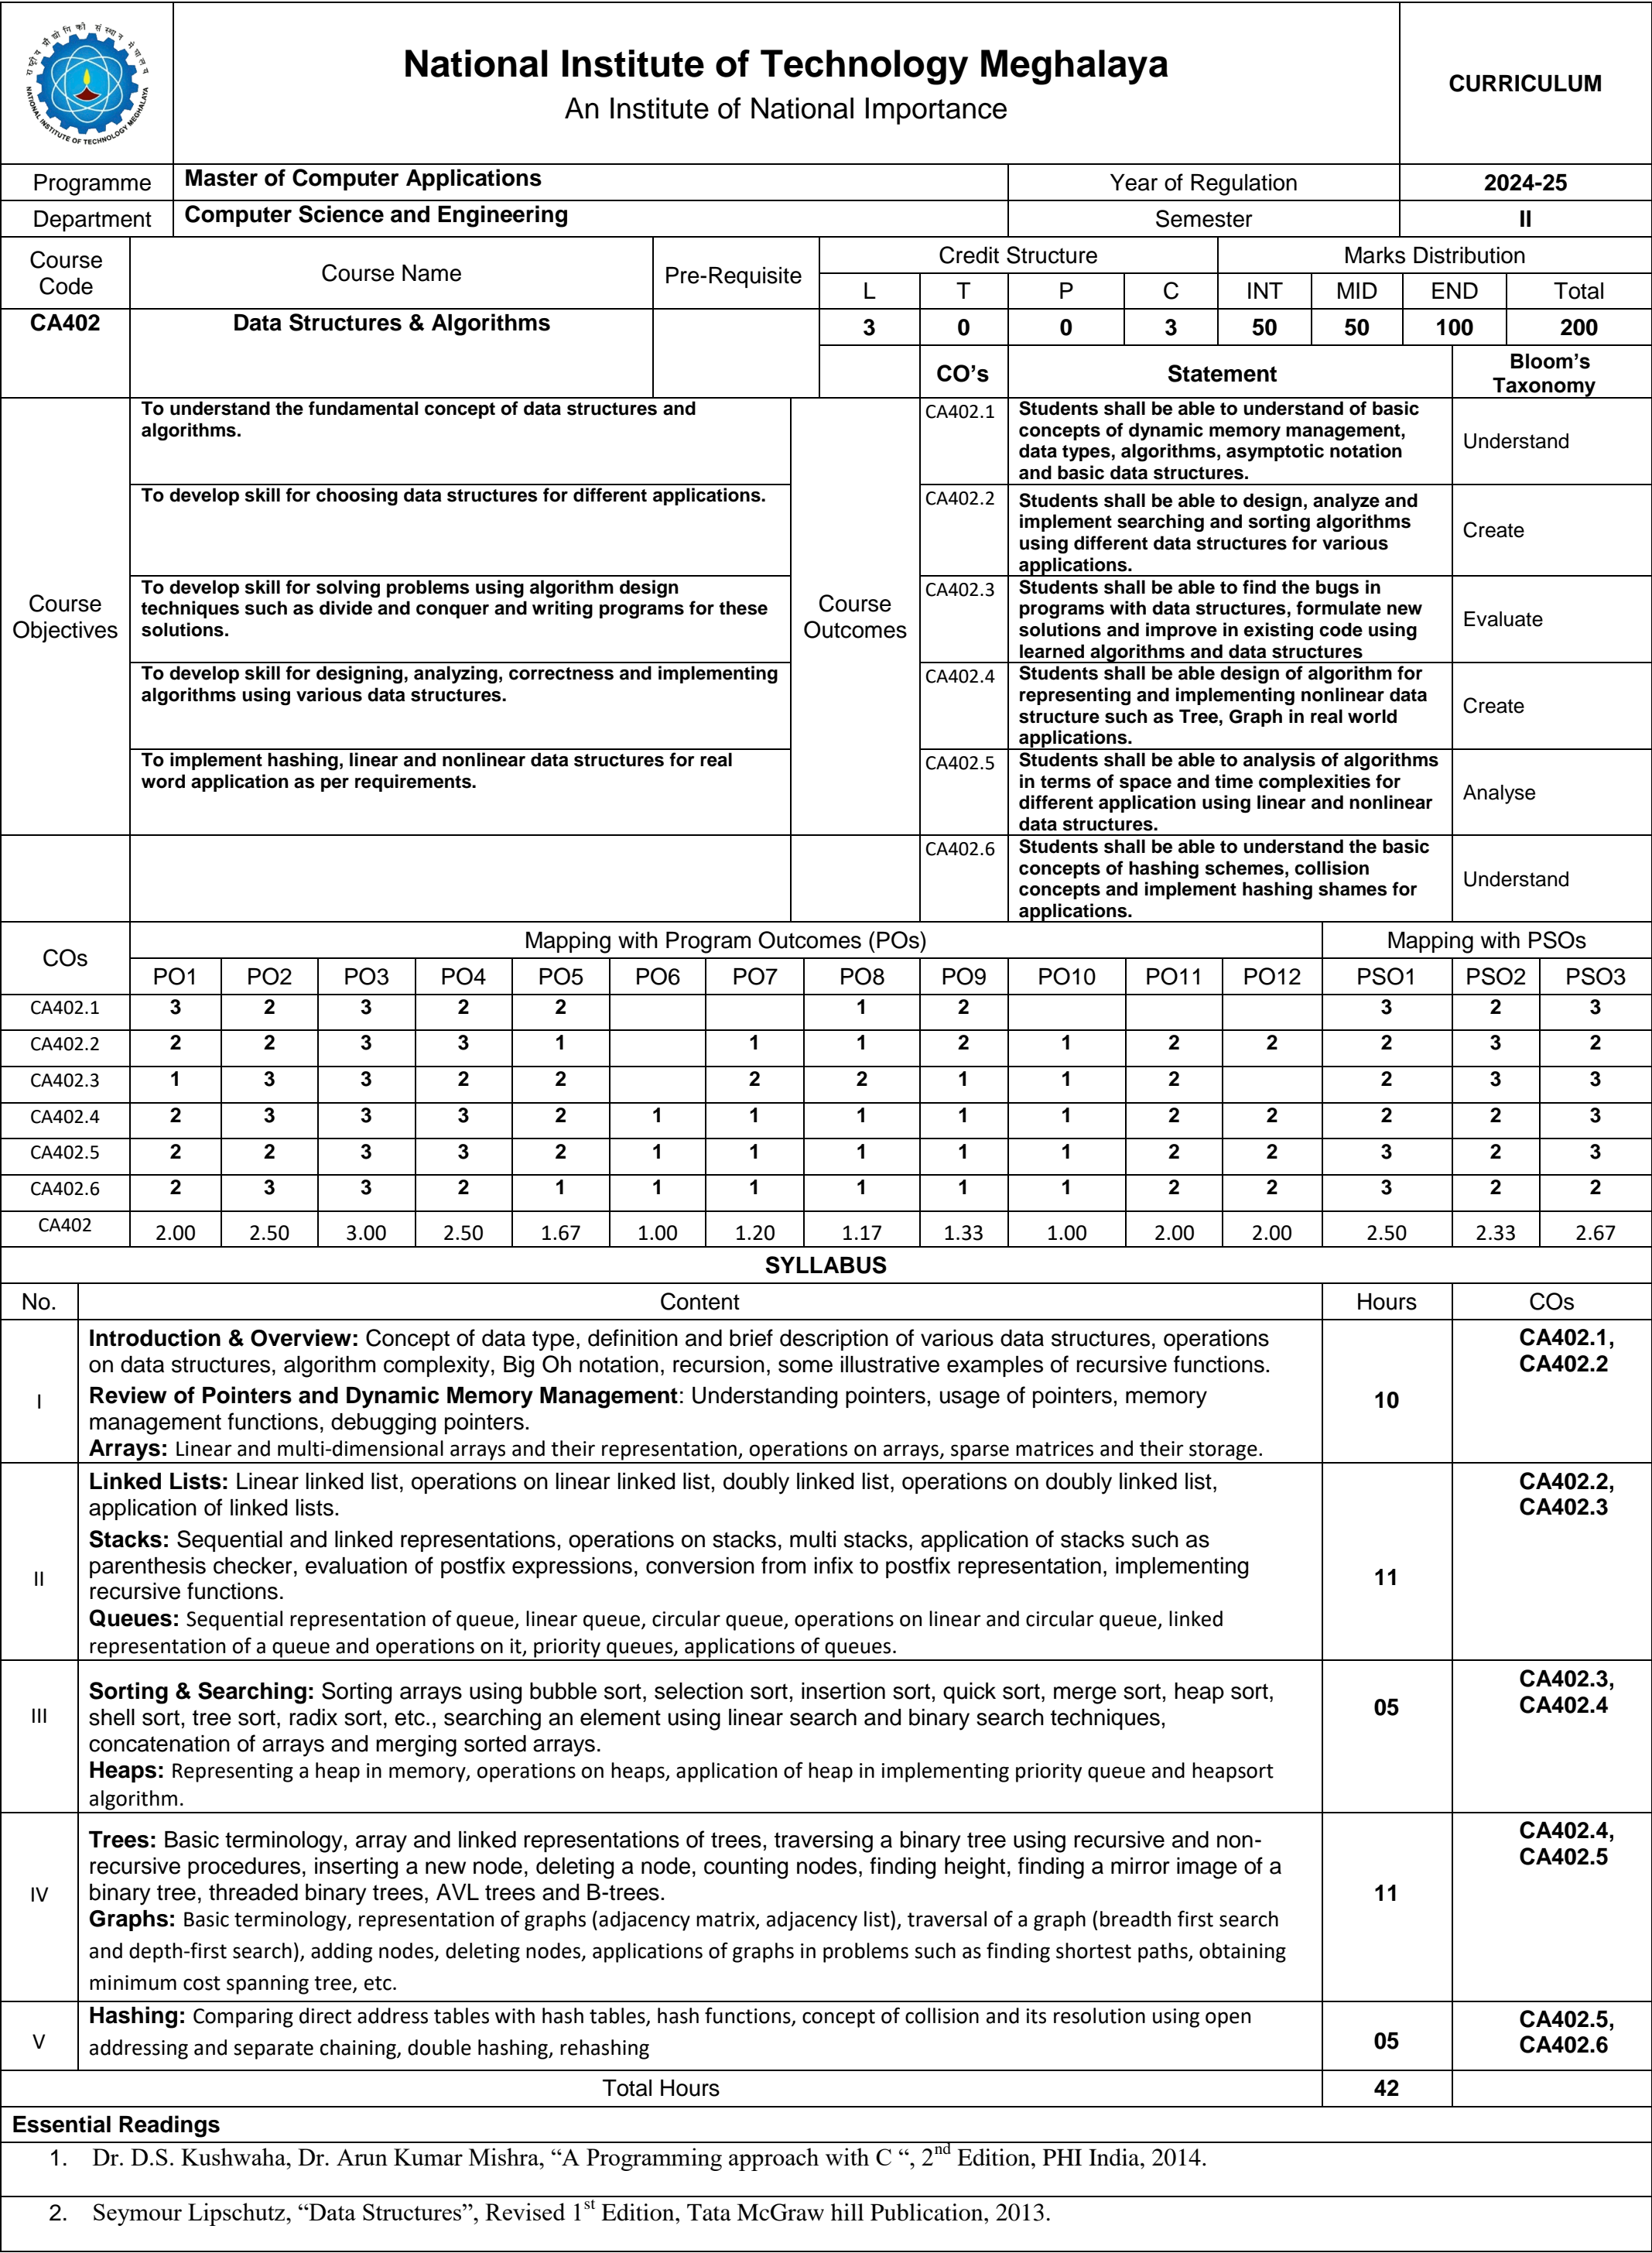 राष्ट्रीय प्रौद्योगिकी संस्थान मेघालय
NATIONAL INSTITUTE OF TECHNOLOGY MEGHALAYA
National Institute of Technology Meghalaya
An Institute of National Importance
CURRICULUM
Programme Master of Computer Applications Year of Regulation 2024-25
Department Computer Science and Engineering Semester II
Course Code Course Name Pre-Requisite Credit Structure Marks Distribution
L T P C INT MID END Total
CA402 Data Structures & Algorithms 3 0 0 3 50 50 100 200
CO's Statement Bloom's Taxonomy
Course Objectives
To understand the fundamental concept of data structures and
algorithms.
To develop skill for choosing data structures for different applications.
To develop skill for solving problems using algorithm design
techniques such as divide and conquer and writing programs for these
solutions.
To develop skill for designing, analyzing, correctness and implementing
algorithms using various data structures.
To implement hashing, linear and nonlinear data structures for real
word application as per requirements.
Course Outcomes
CA402.1 Students shall be able to understand of basic
concepts of dynamic memory management,
data types, algorithms, asymptotic notation
and basic data structures.
Understand
CA402.2 Students shall be able to design, analyze and
implement searching and sorting algorithms
using different data structures for various
applications.
Create
CA402.3 Students shall be able to find the bugs in
programs with data structures, formulate new
solutions and improve in existing code using
learned algorithms and data structures
Evaluate
CA402.4 Students shall be able design of algorithm for
representing and implementing nonlinear data
structure such as Tree, Graph in real world
applications.
Create
CA402.5 Students shall be able to analysis of algorithms
in terms of space and time complexities for
different application using linear and nonlinear
data structures.
Analyse
CA402.6 Students shall be able to understand the basic
concepts of hashing schemes, collision
concepts and implement hashing shames for
applications.
Understand
COs Mapping with Program Outcomes (POs) Mapping with PSOs
PO1 PO2 PO3 PO4 PO5 PO6 PO7 PO8 PO9 PO10 PO11 PO12 PSO1 PSO2 PSO3
CA402.1 3 2 3 2 2 1 2 3 2 3
CA402.2 2 2 3 3 1 1 1 2 1 2 2 2 3 2
CA402.3 1 3 3 2 2 2 2 1 1 2 2 3 3
CA402.4 2 3 3 3 2 1 1 1 1 1 2 2 2 2 3
CA402.5 2 2 3 3 2 1 1 1 1 1 2 2 3 2 3
CA402.6 2 3 3 2 1 1 1 1 1 1 2 2 3 2 2
CA402 2.00 2.50 3.00 2.50 1.67 1.00 1.20 1.17 1.33 1.00 2.00 2.00 2.50 2.33 2.67
SYLLABUS
No. Content Hours COs
I
Introduction & Overview: Concept of data type, definition and brief description of various data structures, operations
on data structures, algorithm complexity, Big Oh notation, recursion, some illustrative examples of recursive functions.
Review of Pointers and Dynamic Memory Management: Understanding pointers, usage of pointers, memory
management functions, debugging pointers.
Arrays: Linear and multi-dimensional arrays and their representation, operations on arrays, sparse matrices and their storage.
10
CA402.1,
CA402.2
II
Linked Lists: Linear linked list, operations on linear linked list, doubly linked list, operations on doubly linked list,
application of linked lists.
Stacks: Sequential and linked representations, operations on stacks, multi stacks, application of stacks such as
parenthesis checker, evaluation of postfix expressions, conversion from infix to postfix representation, implementing
recursive functions.
Queues: Sequential representation of queue, linear queue, circular queue, operations on linear and circular queue, linked
representation of a queue and operations on it, priority queues, applications of queues.
11
CA402.2,
CA402.3
III
Sorting & Searching: Sorting arrays using bubble sort, selection sort, insertion sort, quick sort, merge sort, heap sort,
shell sort, tree sort, radix sort, etc., searching an element using linear search and binary search techniques,
concatenation of arrays and merging sorted arrays.
Heaps: Representing a heap in memory, operations on heaps, application of heap in implementing priority queue and heapsort
algorithm.
05
CA402.3,
CA402.4
IV
Trees: Basic terminology, array and linked representations of trees, traversing a binary tree using recursive and non-
recursive procedures, inserting a new node, deleting a node, counting nodes, finding height, finding a mirror image of a
binary tree, threaded binary trees, AVL trees and B-trees.
Graphs: Basic terminology, representation of graphs (adjacency matrix, adjacency list), traversal of a graph (breadth first search
and depth-first search), adding nodes, deleting nodes, applications of graphs in problems such as finding shortest paths, obtaining
minimum cost spanning tree, etc.
11
CA402.4,
CA402.5
V
Hashing: Comparing direct address tables with hash tables, hash functions, concept of collision and its resolution using open
addressing and separate chaining, double hashing, rehashing
05
CA402.5,
CA402.6
Total Hours 42
Essential Readings
1. Dr. D.S. Kushwaha, Dr. Arun Kumar Mishra, “A Programming approach with C “, 2nd Edition, PHI India, 2014.
2. Seymour Lipschutz, “Data Structures”, Revised 1st Edition, Tata McGraw hill Publication, 2013.